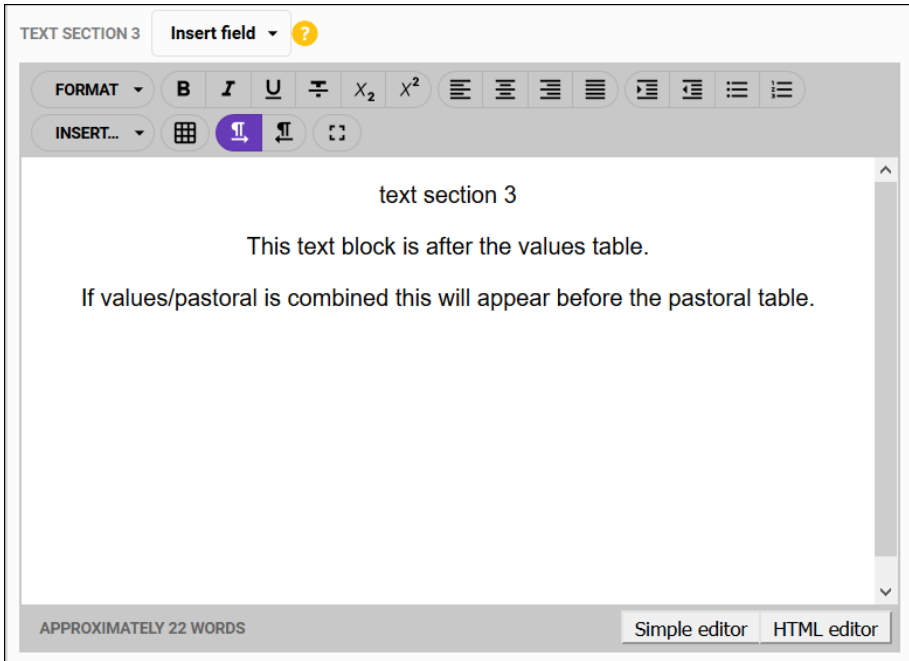 TEXT SECTION 3 Insert field ?
FORMAT B I U T X₂ X²
INSERT...
text section 3
This text block is after the values table.
If values/pastoral is combined this will appear before the pastoral table.
APPROXIMATELY 22 WORDS Simple editor HTML editor